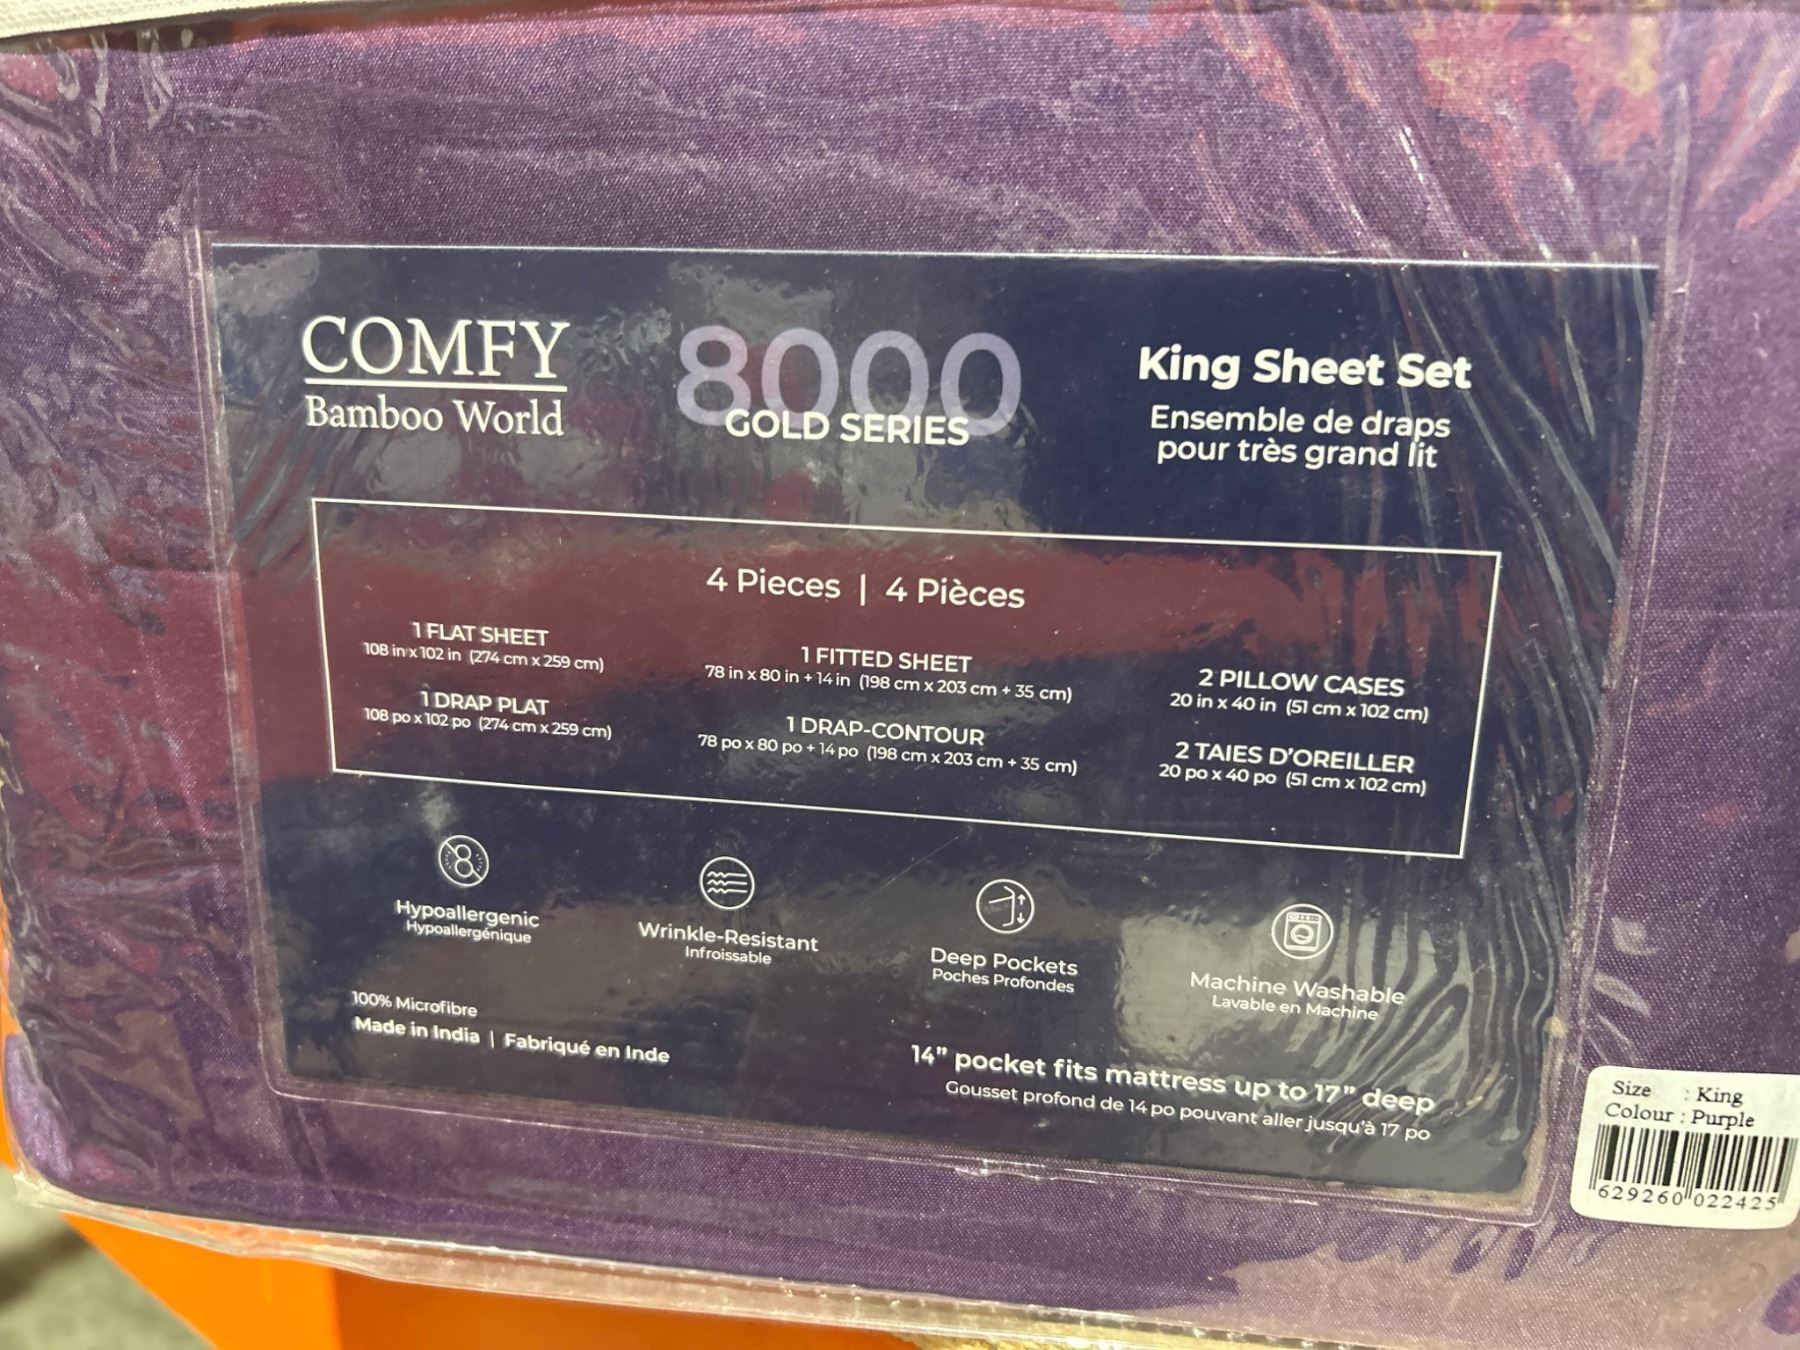 COMFY
Bamboo World
8000
GOLD SERIES
King Sheet Set
Ensemble de draps
pour très grand lit
4 Pieces | 4 Pièces
1 FLAT SHEET
108 in x 102 in (274 cm x 259 cm)
1 DRAP PLAT
108 po x 102 po (274 cm x 259 cm)
1 FITTED SHEET
78 in x 80 in + 14 in (198 cm x 203 cm + 35 cm)
1 DRAP-CONTOUR
78 po x 80 po + 14 po (198 cm x 203 cm + 35 cm)
2 PILLOW CASES
20 in x 40 in (51 cm x 102 cm)
2 TAIES D'OREILLER
20 po x 40 po (51 cm x 102 cm)
Hypoallergenic
Hypoallergénique
Wrinkle-Resistant
Infroissable
Deep Pockets
Poches Profondes
Machine Washable
Lavable en Machine
100% Microfibre
Made in India | Fabriqué en Inde
14" pocket fits mattress up to 17" deep
Gousset profond de 14 po pouvant aller jusqu'à 17 po
Size : King
Colour : Purple
629260 022425